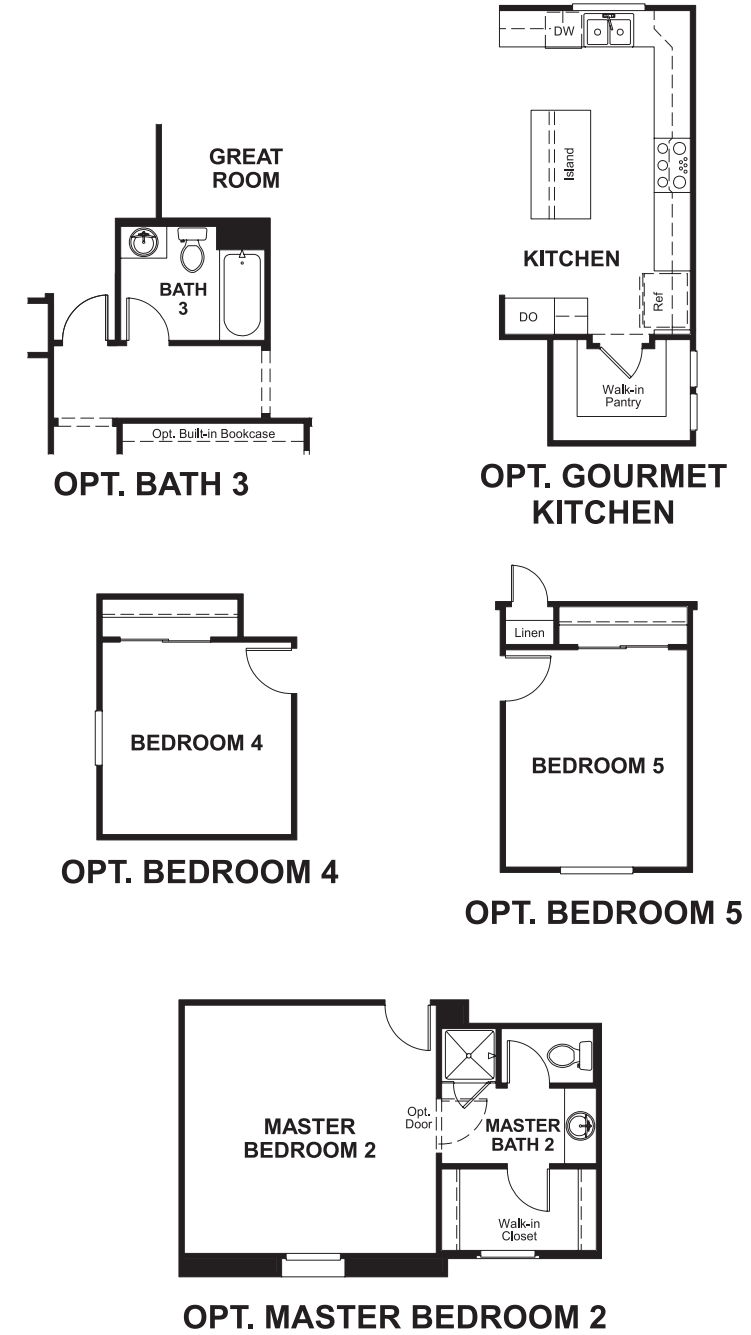 GREAT
ROOM
BATH
3
Opt. Built-in Bookcase
OPT. BATH 3
DW
Island
KITCHEN
Ref
DO
Walk-in
Pantry
OPT. GOURMET
KITCHEN
BEDROOM 4
OPT. BEDROOM 4
Linen
BEDROOM 5
OPT. BEDROOM 5
MASTER
BEDROOM 2
Opt.
Door
MASTER
BATH 2
Walk-in
Closet
OPT. MASTER BEDROOM 2